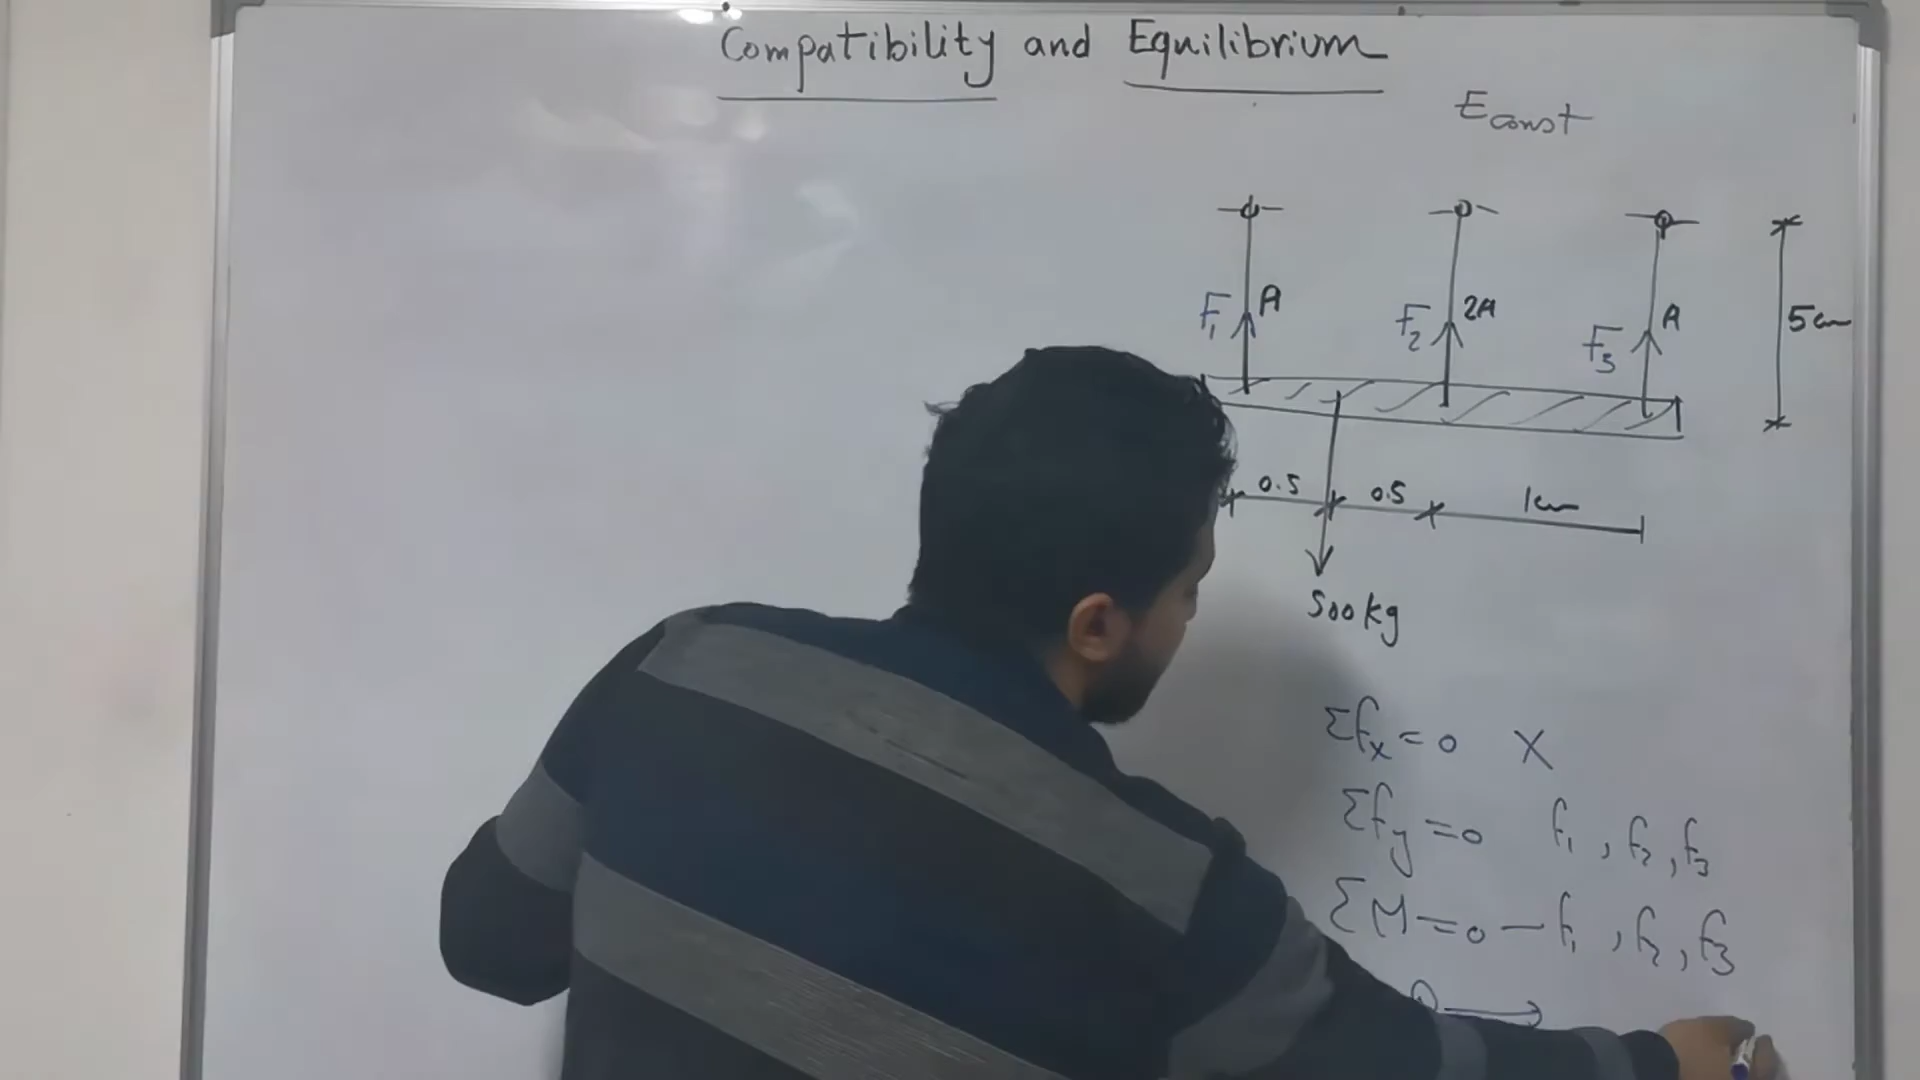 Compatibility and Equilibrium
Econst
F1 A
F2 2A
F3 A
5cm
0.5 0.5 1cm
500kg
Σfx = 0 X
Σfy = 0 f1 , f2 , f3
ΣM = 0 — f1 , f2 , f3